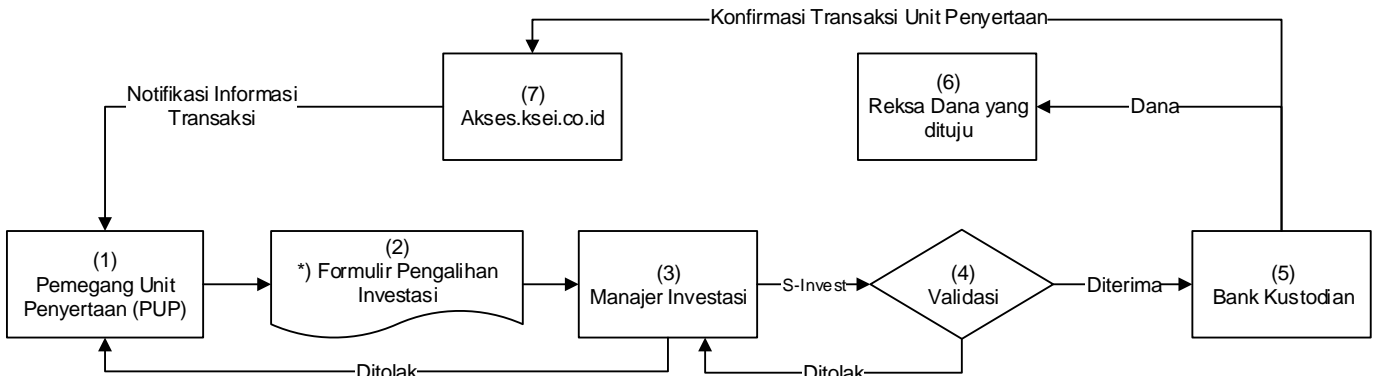 Konfirmasi Transaksi Unit Penyertaan
(7)
Akses.ksei.co.id
(6)
Reksa Dana yang
dituju
Notifikasi Informasi
Transaksi
Dana
(1)
Pemegang Unit
Penyertaan (PUP)
(2)
*) Formulir Pengalihan
Investasi
(3)
Manajer Investasi
S-Invest
(4)
Validasi
Diterima
(5)
Bank Kustodian
Ditolak
Ditolak